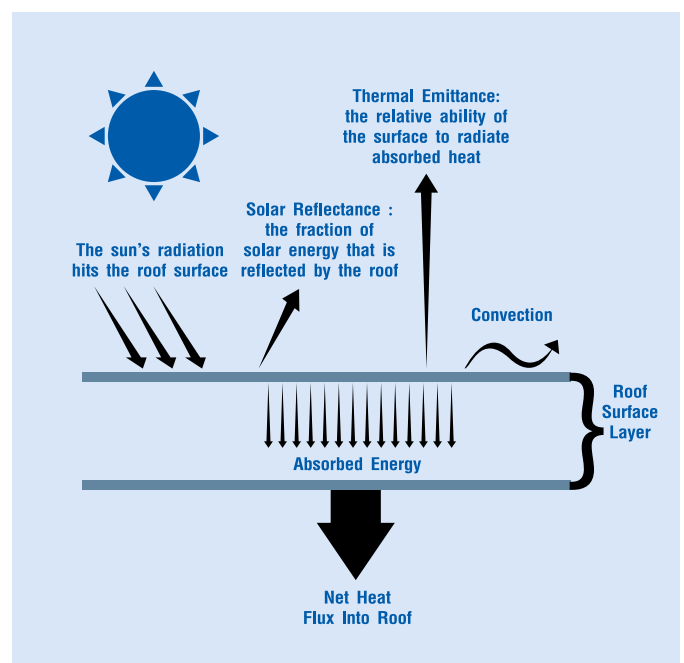 Thermal Emittance:
the relative ability of
the surface to radiate
absorbed heat
Solar Reflectance :
the fraction of
solar energy that is
reflected by the roof
The sun's radiation
hits the roof surface
Convection
Roof
Surface
Layer
Absorbed Energy
Net Heat
Flux Into Roof